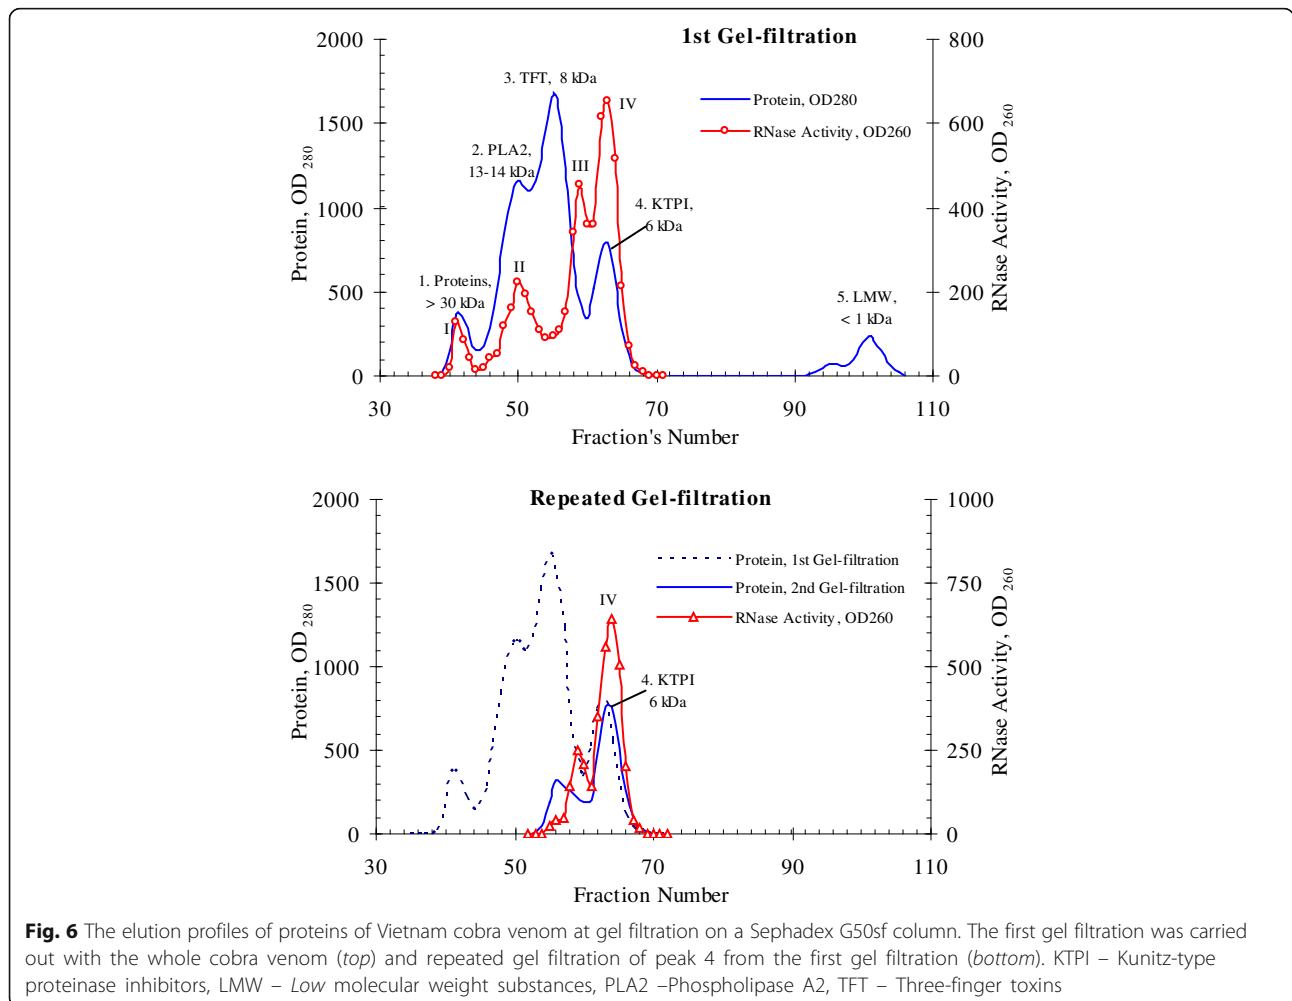 1st Gel-filtration
2000
1500
1000
500
0
Protein, OD280
800
600
400
200
0
RNase Activity, OD260
3. TFT, 8 kDa
IV
Protein, OD280
RNase Activity, OD260
2. PLA2,
13-14 kDa
III
4. KTPI,
6 kDa
II
1. Proteins,
> 30 kDa
I
5. LMW,
< 1 kDa
30 50 70 90 110
Fraction's Number
Repeated Gel-filtration
2000
1500
1000
500
0
Protein, OD280
1000
750
500
250
0
RNase Activity, OD260
Protein, 1st Gel-filtration
Protein, 2nd Gel-filtration
RNase Activity, OD260
IV
4. KTPI
6 kDa
30 50 70 90 110
Fraction Number
Fig. 6 The elution profiles of proteins of Vietnam cobra venom at gel filtration on a Sephadex G50sf column. The first gel filtration was carried
out with the whole cobra venom (top) and repeated gel filtration of peak 4 from the first gel filtration (bottom). KTPI – Kunitz-type
proteinase inhibitors, LMW – Low molecular weight substances, PLA2 –Phospholipase A2, TFT – Three-finger toxins